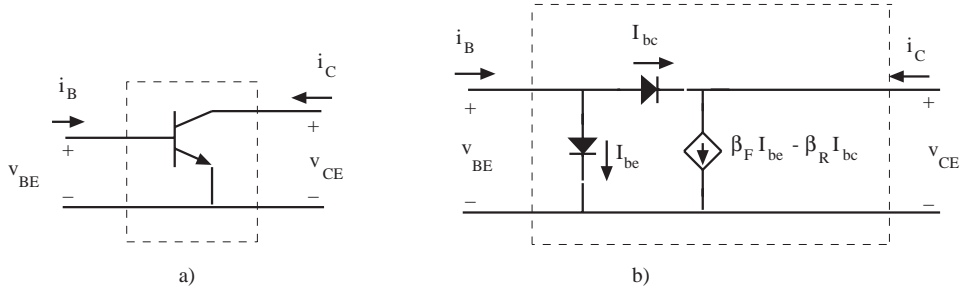 i_B
+
v_BE
−
i_C
+
v_CE
−
a)
i_B
+
v_BE
−
I_bc
I_be
β_F I_be - β_R I_bc
i_C
+
v_CE
−
b)